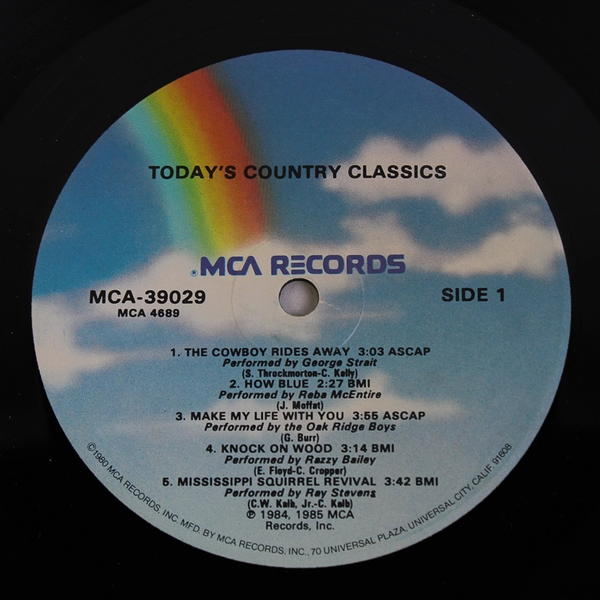 TODAY'S COUNTRY CLASSICS
MCA RECORDS
MCA-39029
MCA 4689
SIDE 1
1. THE COWBOY RIDES AWAY 3:03 ASCAP
Performed by George Strait
(S. Throckmorton-C. Kelly)
2. HOW BLUE 2:27 BMI
Performed by Reba McEntire
(J. Moffat)
3. MAKE MY LIFE WITH YOU 3:55 ASCAP
Performed by the Oak Ridge Boys
(G. Burr)
4. KNOCK ON WOOD 3:14 BMI
Performed by Razzy Bailey
(E. Floyd-C. Cropper)
5. MISSISSIPPI SQUIRREL REVIVAL 3:42 BMI
Performed by Ray Stevens
(C.W. Kalb, Jr.-C. Kalb)
℗ 1984, 1985 MCA
Records, Inc.
©1980 MCA RECORDS, INC. MFD. BY MCA RECORDS, INC., 70 UNIVERSAL PLAZA, UNIVERSAL CITY, CALIF. 91608